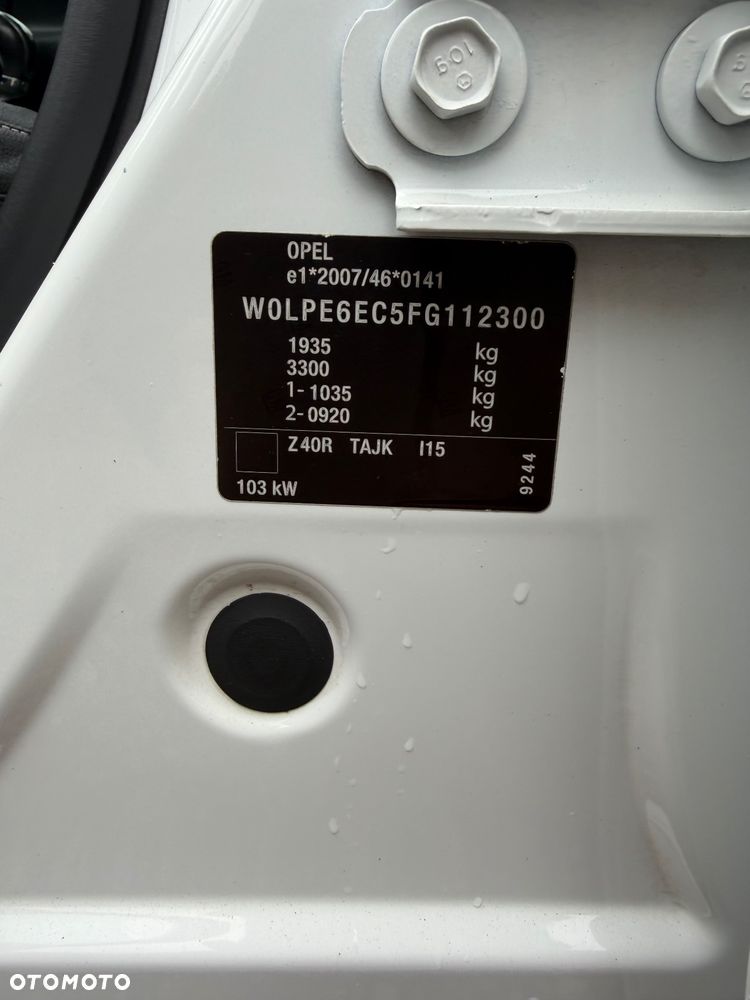 10.9
OPEL
e1*2007/46*0141
W0LPE6EC5FG112300
1935 kg
3300 kg
1- 1035 kg
2- 0920 kg
Z40R TAJK I15
9244
103 kW
OTOMOTO